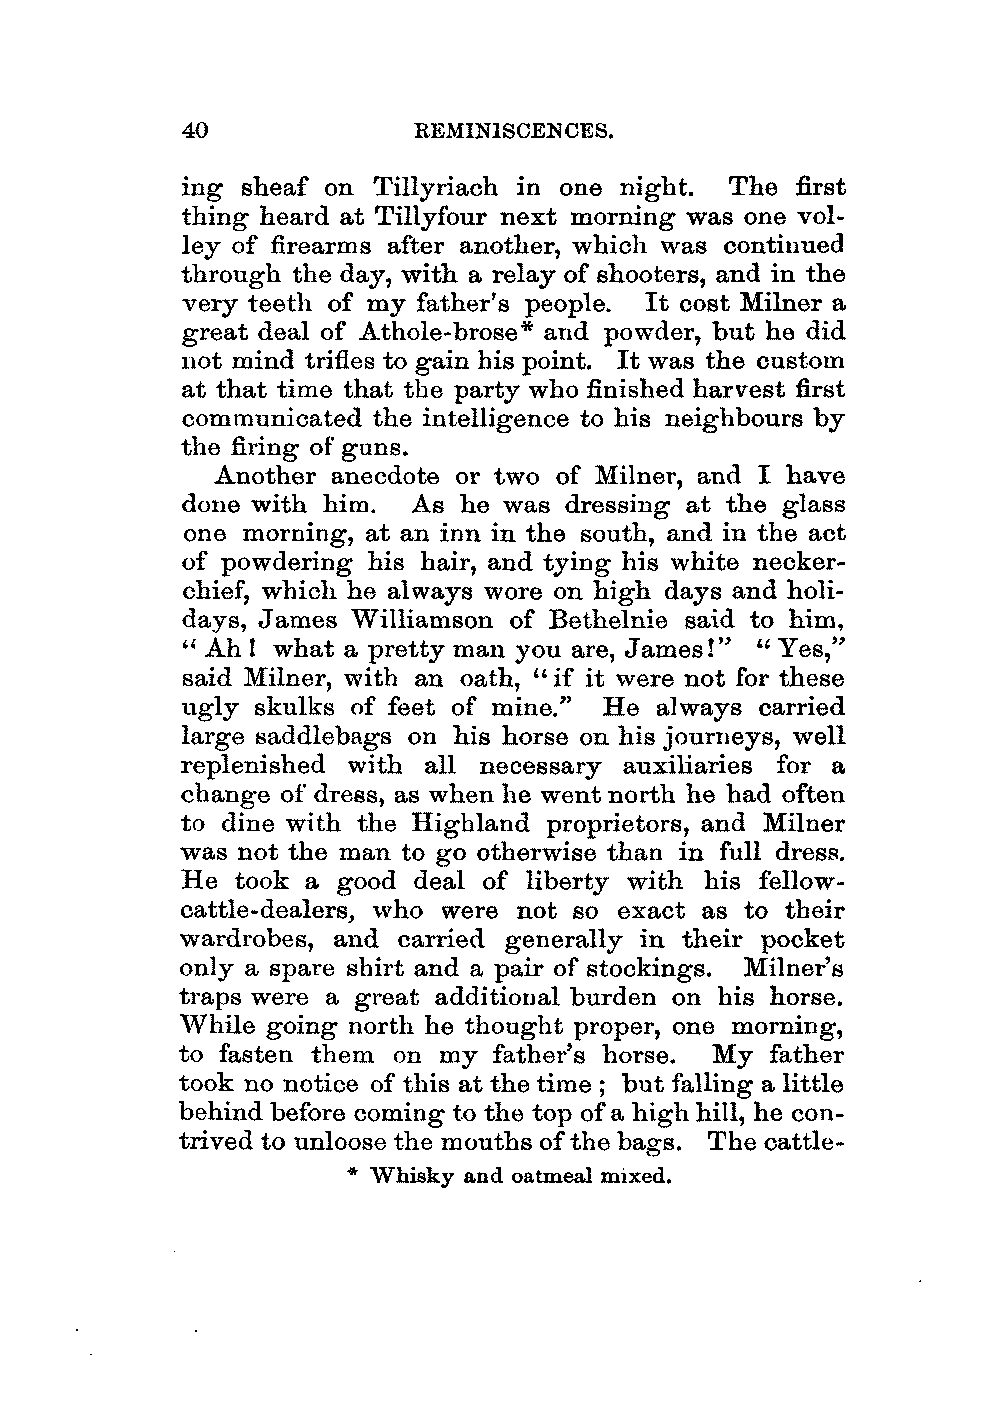 40 REMINISCENCES.
ing sheaf on Tillyriach in one night. The first
thing heard at Tillyfour next morning was one vol-
ley of firearms after another, which was continued
through the day, with a relay of shooters, and in the
very teeth of my father's people. It cost Milner a
great deal of Athole-brose* and powder, but he did
not mind trifles to gain his point. It was the custom
at that time that the party who finished harvest first
communicated the intelligence to his neighbours by
the firing of guns.
Another anecdote or two of Milner, and I have
done with him. As he was dressing at the glass
one morning, at an inn in the south, and in the act
of powdering his hair, and tying his white necker-
chief, which he always wore on high days and holi-
days, James Williamson of Bethelnie said to him,
“Ah! what a pretty man you are, James!” “Yes,”
said Milner, with an oath, “if it were not for these
ugly skulks of feet of mine.” He always carried
large saddlebags on his horse on his journeys, well
replenished with all necessary auxiliaries for a
change of dress, as when he went north he had often
to dine with the Highland proprietors, and Milner
was not the man to go otherwise than in full dress.
He took a good deal of liberty with his fellow-
cattle-dealers, who were not so exact as to their
wardrobes, and carried generally in their pocket
only a spare shirt and a pair of stockings. Milner's
traps were a great additional burden on his horse.
While going north he thought proper, one morning,
to fasten them on my father's horse. My father
took no notice of this at the time; but falling a little
behind before coming to the top of a high hill, he con-
trived to unloose the mouths of the bags. The cattle-
* Whisky and oatmeal mixed.